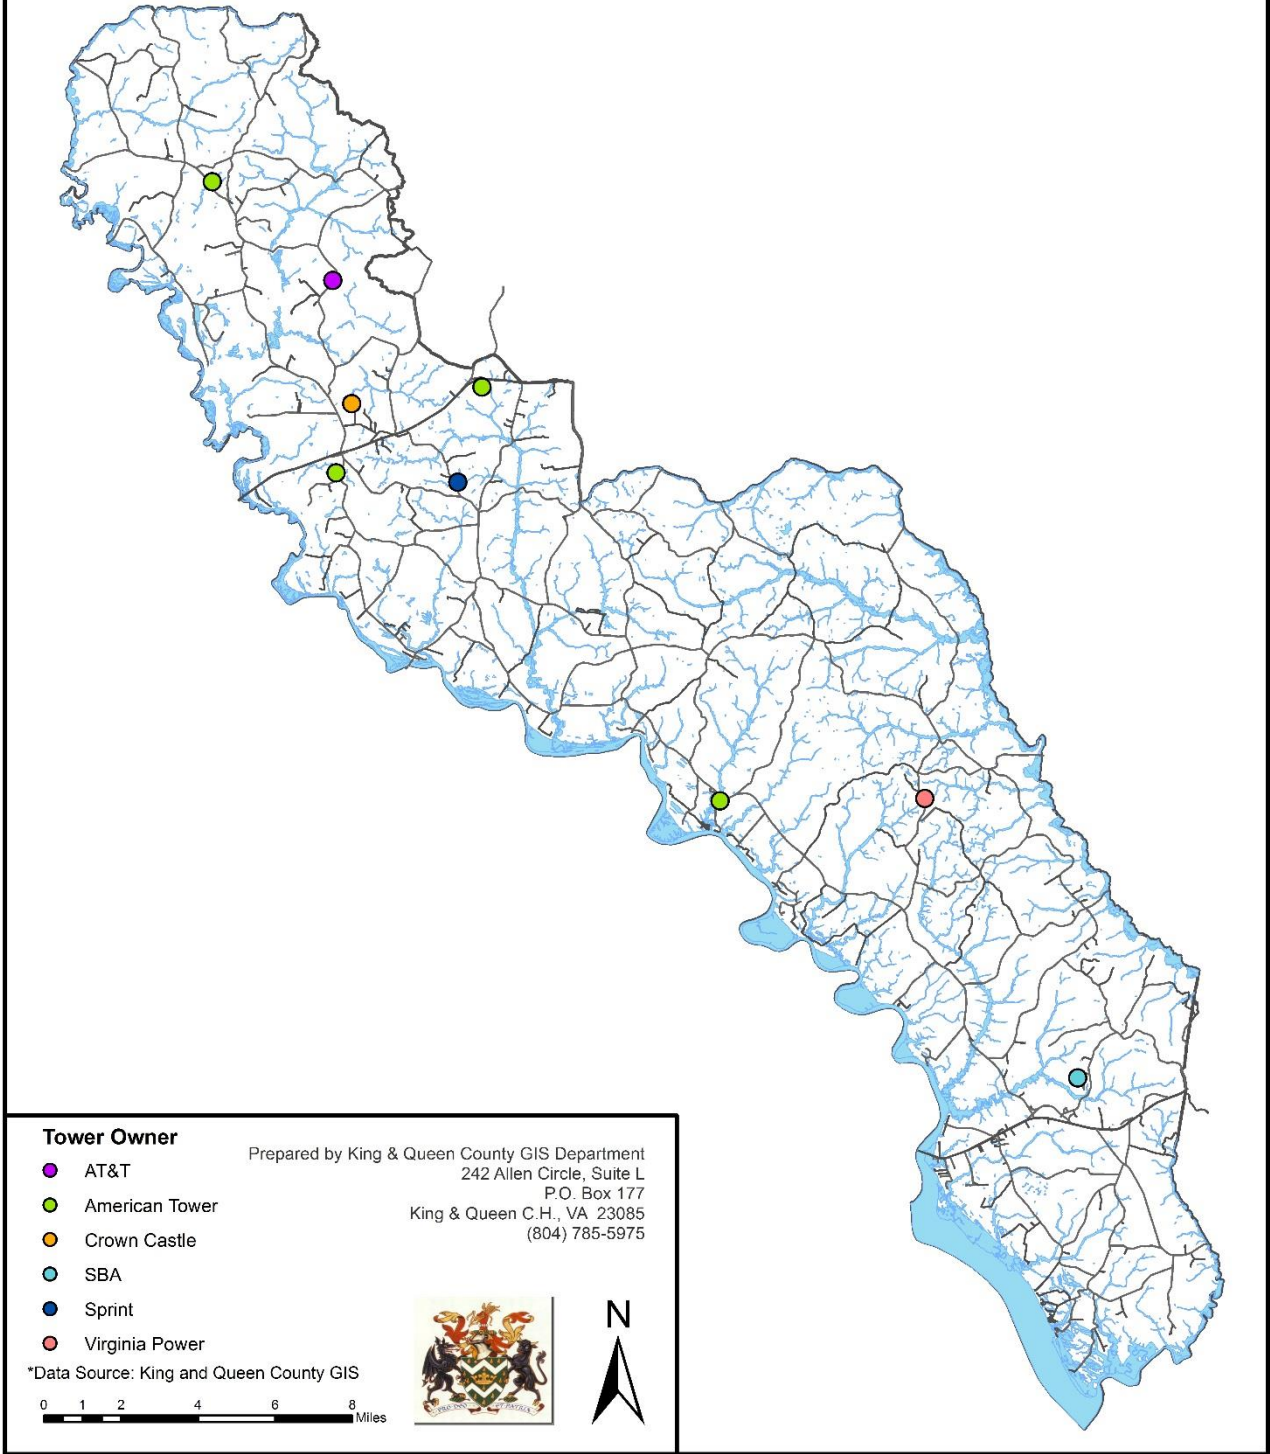 Tower Owner
AT&T
American Tower
Crown Castle
SBA
Sprint
Virginia Power
Prepared by King & Queen County GIS Department
242 Allen Circle, Suite L
P.O. Box 177
King & Queen C.H., VA 23085
(804) 785-5975
*Data Source: King and Queen County GIS
0 1 2 4 6 8
Miles
N